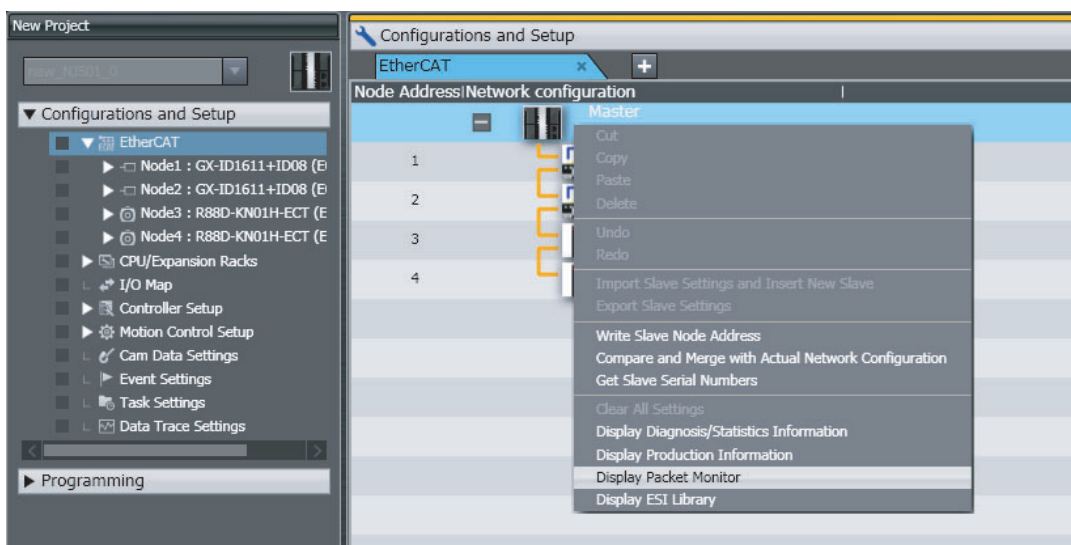 New Project
new_NJ501_0
Configurations and Setup
EtherCAT
Node1 : GX-ID1611+ID08 (E
Node2 : GX-ID1611+ID08 (E
Node3 : R88D-KN01H-ECT (E
Node4 : R88D-KN01H-ECT (E
CPU/Expansion Racks
I/O Map
Controller Setup
Motion Control Setup
Cam Data Settings
Event Settings
Task Settings
Data Trace Settings
Programming
Configurations and Setup
EtherCAT
Node Address Network configuration
Master
1
2
3
4
Cut
Copy
Paste
Delete
Undo
Redo
Import Slave Settings and Insert New Slave
Export Slave Settings
Write Slave Node Address
Compare and Merge with Actual Network Configuration
Get Slave Serial Numbers
Clear All Settings
Display Diagnosis/Statistics Information
Display Production Information
Display Packet Monitor
Display ESI Library